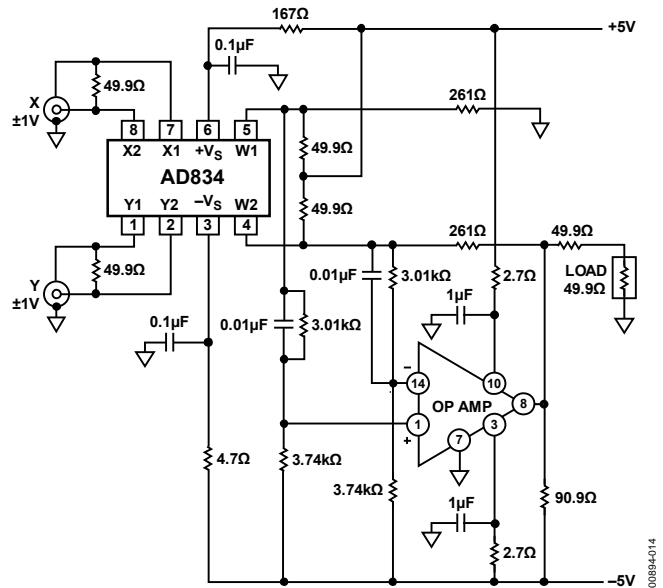 167Ω
+5V
0.1µF
X
±1V
49.9Ω
261Ω
8 7 6 5
X2 X1 +VS W1
AD834
Y1 Y2 –VS W2
1 2 3 4
49.9Ω
49.9Ω
Y
±1V
49.9Ω
261Ω
49.9Ω
0.01µF
3.01kΩ
2.7Ω
LOAD
49.9Ω
0.1µF
0.01µF
3.01kΩ
1µF
–
14
10
OP AMP
8
1
+
7
3
4.7Ω
3.74kΩ
3.74kΩ
1µF
90.9Ω
2.7Ω
–5V
00894-014